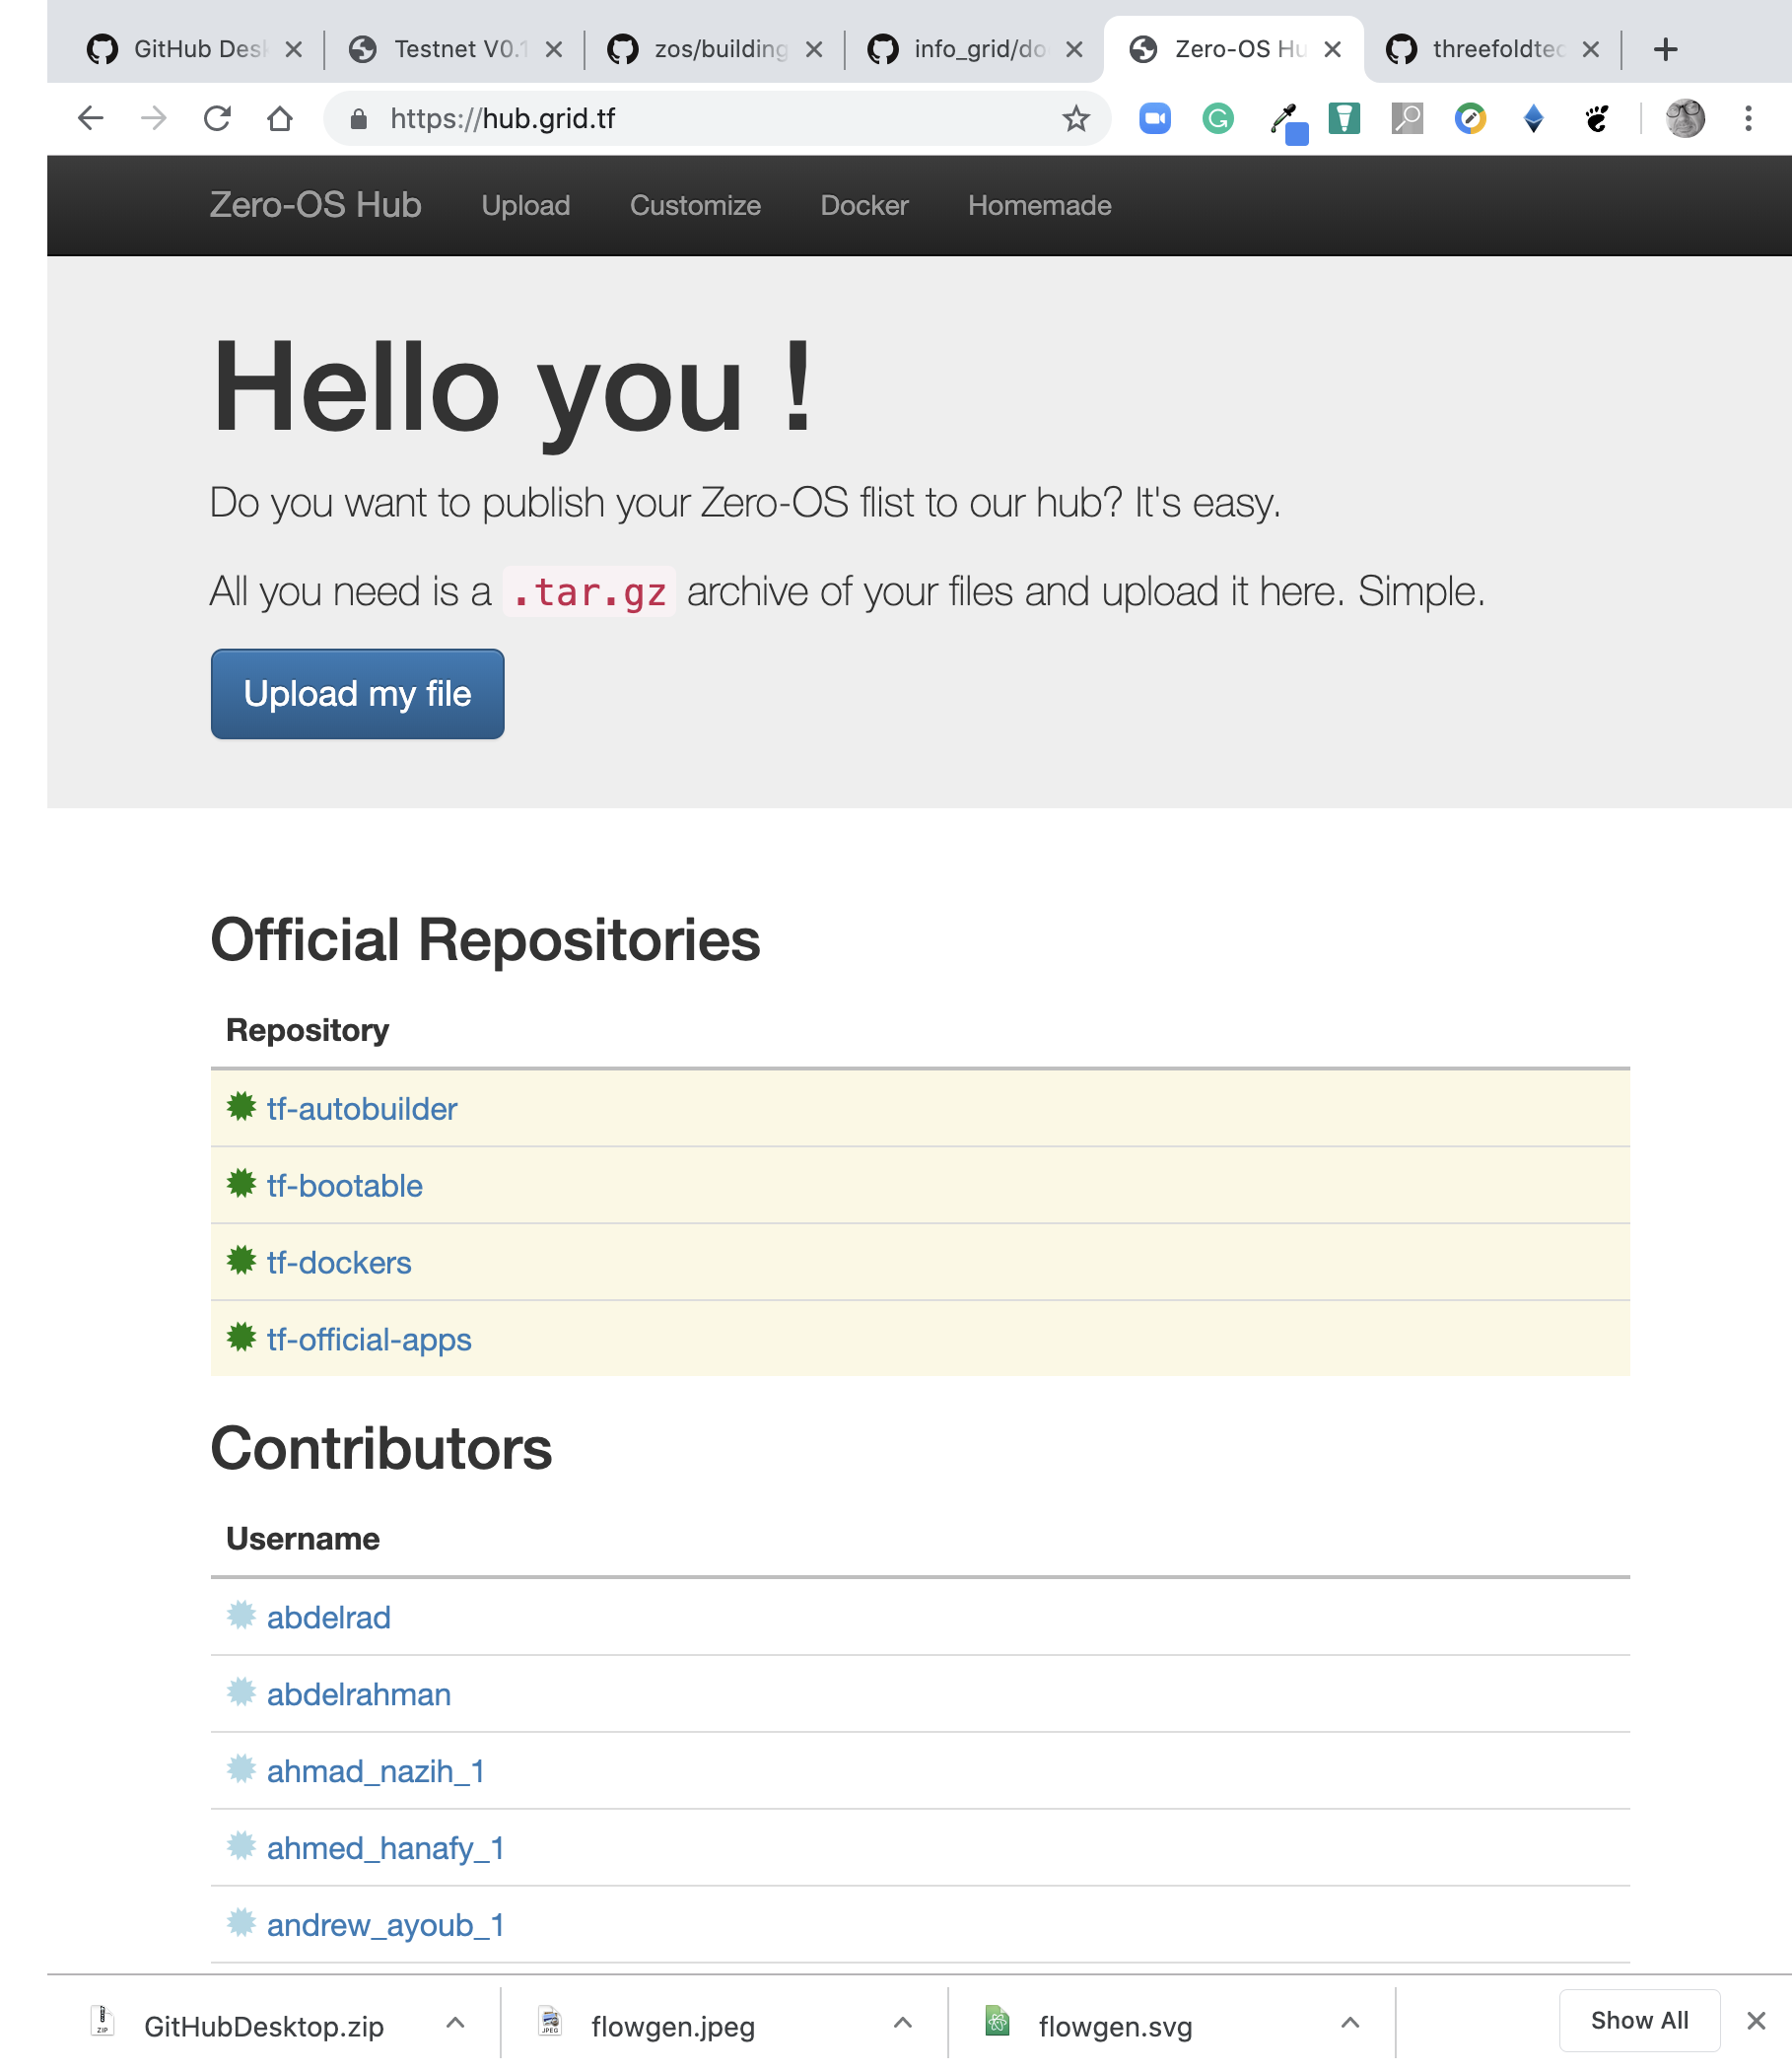 GitHub Des
Testnet V0.1
zos/building
info_grid/do
Zero-OS Hu
threefoldtec
https://hub.grid.tf
Zero-OS Hub
Upload
Customize
Docker
Homemade
Hello you !
Do you want to publish your Zero-OS flist to our hub? It's easy.
All you need is a .tar.gz archive of your files and upload it here. Simple.
Upload my file
Official Repositories
Repository
tf-autobuilder
tf-bootable
tf-dockers
tf-official-apps
Contributors
Username
abdelrad
abdelrahman
ahmad_nazih_1
ahmed_hanafy_1
andrew_ayoub_1
ZIP
GitHubDesktop.zip
JPEG
flowgen.jpeg
flowgen.svg
Show All